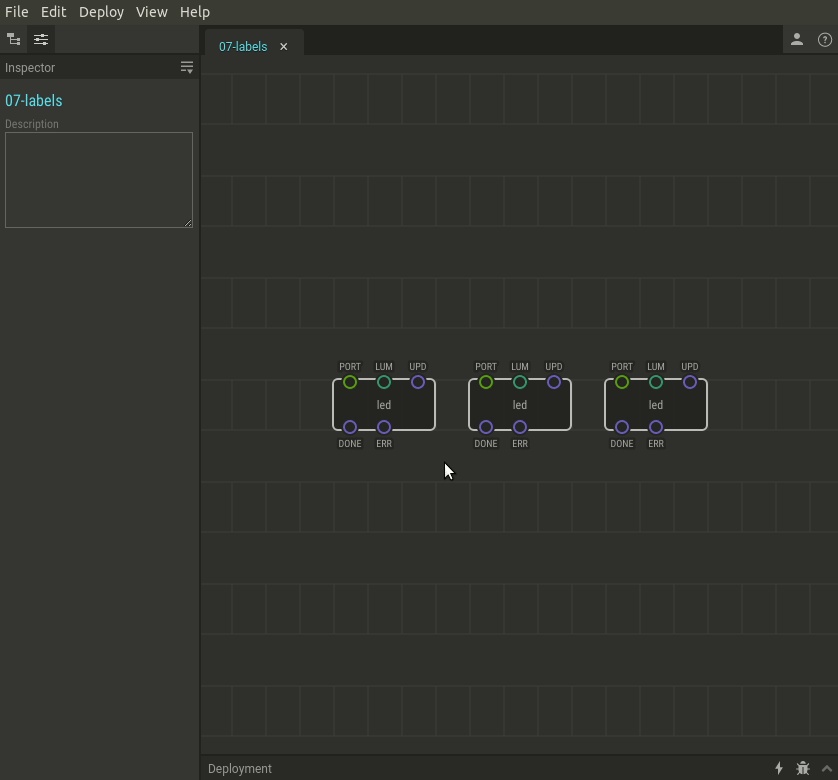 File Edit Deploy View Help
07-labels ×
Inspector
07-labels
Description
PORT LUM UPD PORT LUM UPD PORT LUM UPD
led led led
DONE ERR DONE ERR DONE ERR
Deployment